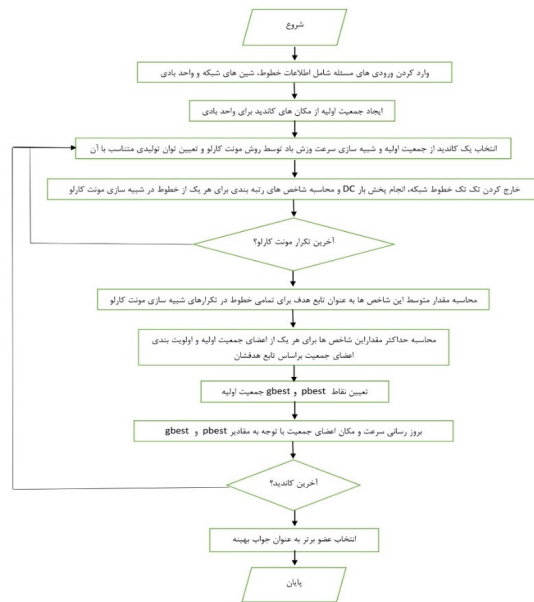 شروع
وارد کردن ورودی های مسئله شامل اطلاعات خطوط، شین های شبکه و واحد بادی
ایجاد جمعیت اولیه از مکان های کاندید برای واحد بادی
انتخاب یک کاندید از جمعیت اولیه و شبیه سازی سرعت وزش باد توسط روش مونت کارلو و تعیین توان تولیدی متناسب با آن
خارج کردن تک تک خطوط شبکه، انجام پخش بار DC و محاسبه شاخص های رتبه بندی برای هر یک از خطوط در شبیه سازی مونت کارلو
آخرین تکرار مونت کارلو؟
محاسبه مقدار متوسط این شاخص ها به عنوان تابع هدف برای تمامی خطوط در تکرارهای شبیه سازی مونت کارلو
محاسبه حداکثر مقداراین شاخص ها برای هر یک از اعضای جمعیت اولیه و اولویت بندی
اعضای جمعیت براساس تابع هدفشان
تعیین نقاط pbest و gbest جمعیت اولیه
بروز رسانی سرعت و مکان اعضای جمعیت با توجه به مقادیر pbest و gbest
آخرین کاندید؟
انتخاب عضو برتر به عنوان جواب بهینه
پایان